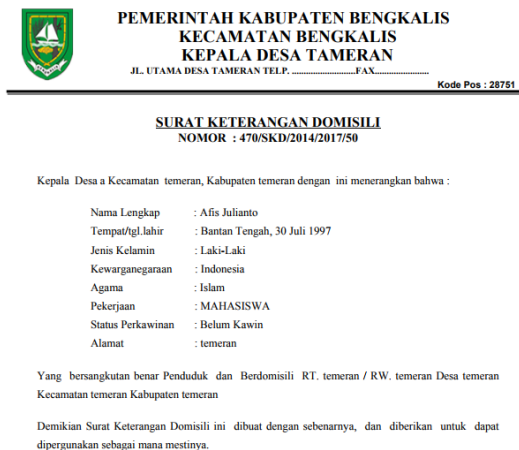 PEMERINTAH KABUPATEN BENGKALIS
KECAMATAN BENGKALIS
KEPALA DESA TAMERAN
JL. UTAMA DESA TAMERAN TELP. ...........................FAX.......................
Kode Pos : 28751
SURAT KETERANGAN DOMISILI
NOMOR : 470/SKD/2014/2017/50
Kepala Desa a Kecamatan temeran, Kabupaten temeran dengan ini menerangkan bahwa :
Nama Lengkap : Afis Julianto
Tempat/tgl.lahir : Bantan Tengah, 30 Juli 1997
Jenis Kelamin : Laki-Laki
Kewarganegaraan : Indonesia
Agama : Islam
Pekerjaan : MAHASISWA
Status Perkawinan : Belum Kawin
Alamat : temeran
Yang bersangkutan benar Penduduk dan Berdomisili RT. temeran / RW. temeran Desa temeran
Kecamatan temeran Kabupaten temeran
Demikian Surat Keterangan Domisili ini dibuat dengan sebenarnya, dan diberikan untuk dapat
dipergunakan sebagai mana mestinya.